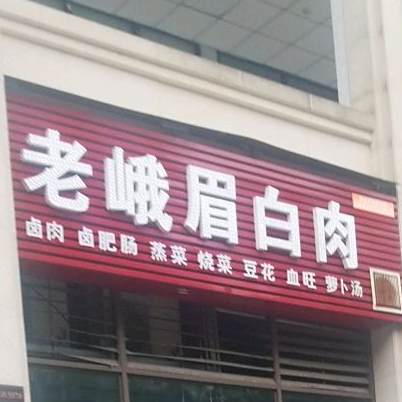 老峨眉白肉
卤肉 卤肥肠 蒸菜 烧菜 豆花 血旺 萝卜汤